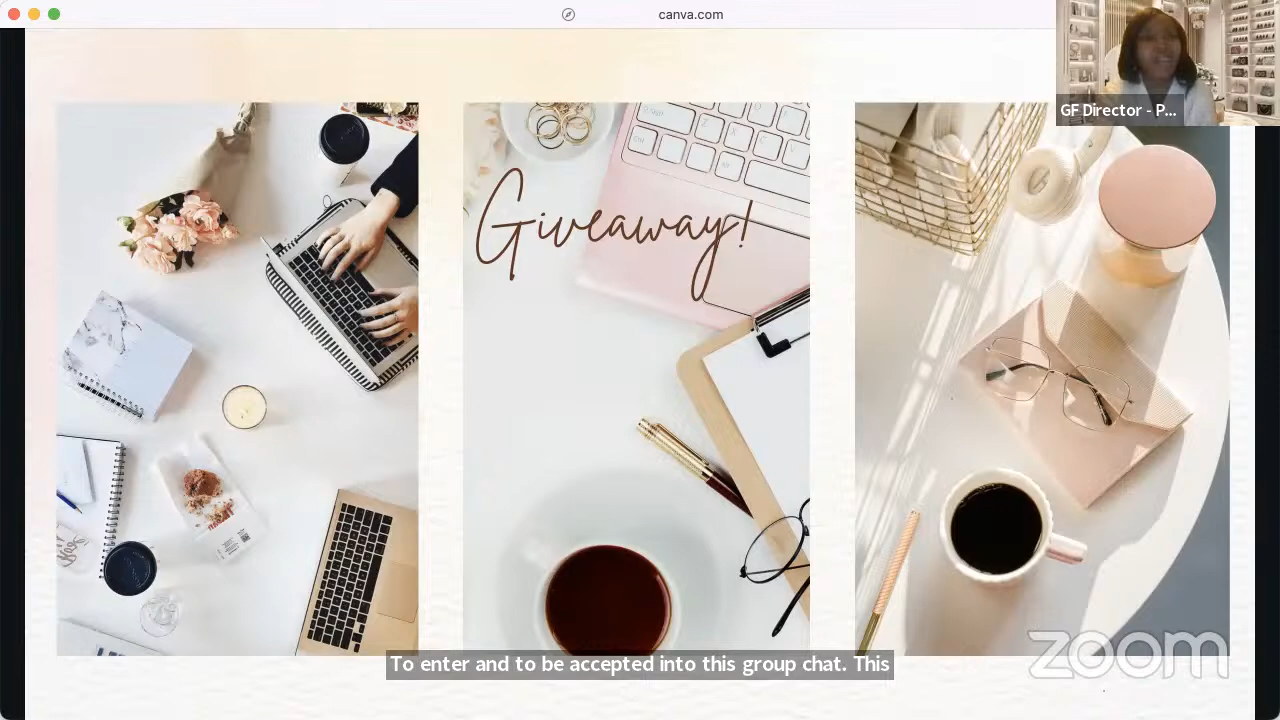 canva.com
GF Director - P...
Giveaway!
To enter and to be accepted into this group chat. This
zoom